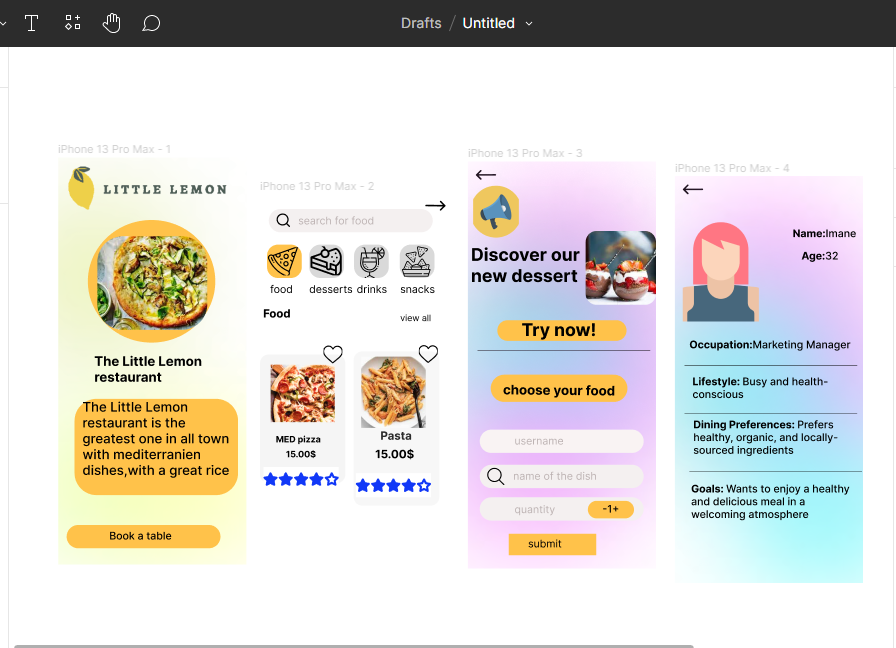 Drafts / Untitled
iPhone 13 Pro Max - 1
LITTLE LEMON
The Little Lemon
restaurant
The Little Lemon
restaurant is the
greatest one in all town
with mediterranien
dishes,with a great rice
Book a table
iPhone 13 Pro Max - 2
search for food
food
desserts
drinks
snacks
Food
view all
MED pizza
15.00$
Pasta
15.00$
iPhone 13 Pro Max - 3
Discover our
new dessert
Try now!
choose your food
username
name of the dish
quantity
-1+
submit
iPhone 13 Pro Max - 4
Name:Imane
Age:32
Occupation:Marketing Manager
Lifestyle: Busy and health-
conscious
Dining Preferences: Prefers
healthy, organic, and locally-
sourced ingredients
Goals: Wants to enjoy a healthy
and delicious meal in a
welcoming atmosphere